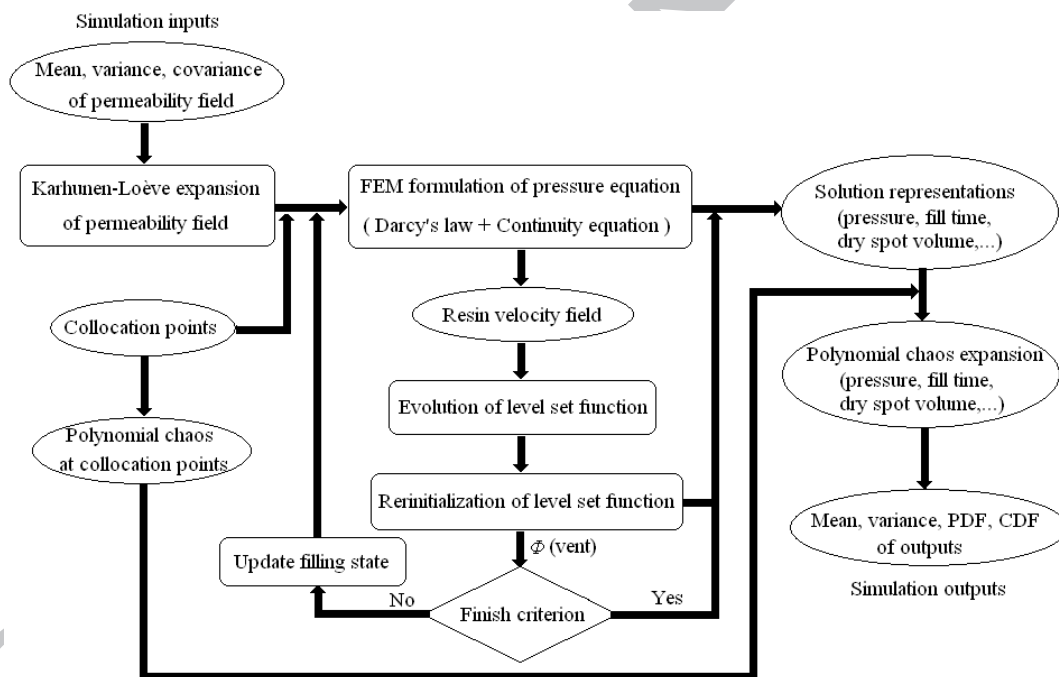 Simulation inputs
Mean, variance, covariance
of permeability field
Karhunen-Loève expansion
of permeability field
Collocation points
Polynomial chaos
at collocation points
FEM formulation of pressure equation
( Darcy's law + Continuity equation )
Resin velocity field
Evolution of level set function
Rerinitialization of level set function
Φ (vent)
Update filling state
No
Finish criterion
Yes
Solution representations
(pressure, fill time,
dry spot volume,...)
Polynomial chaos expansion
(pressure, fill time,
dry spot volume,...)
Mean, variance, PDF, CDF
of outputs
Simulation outputs